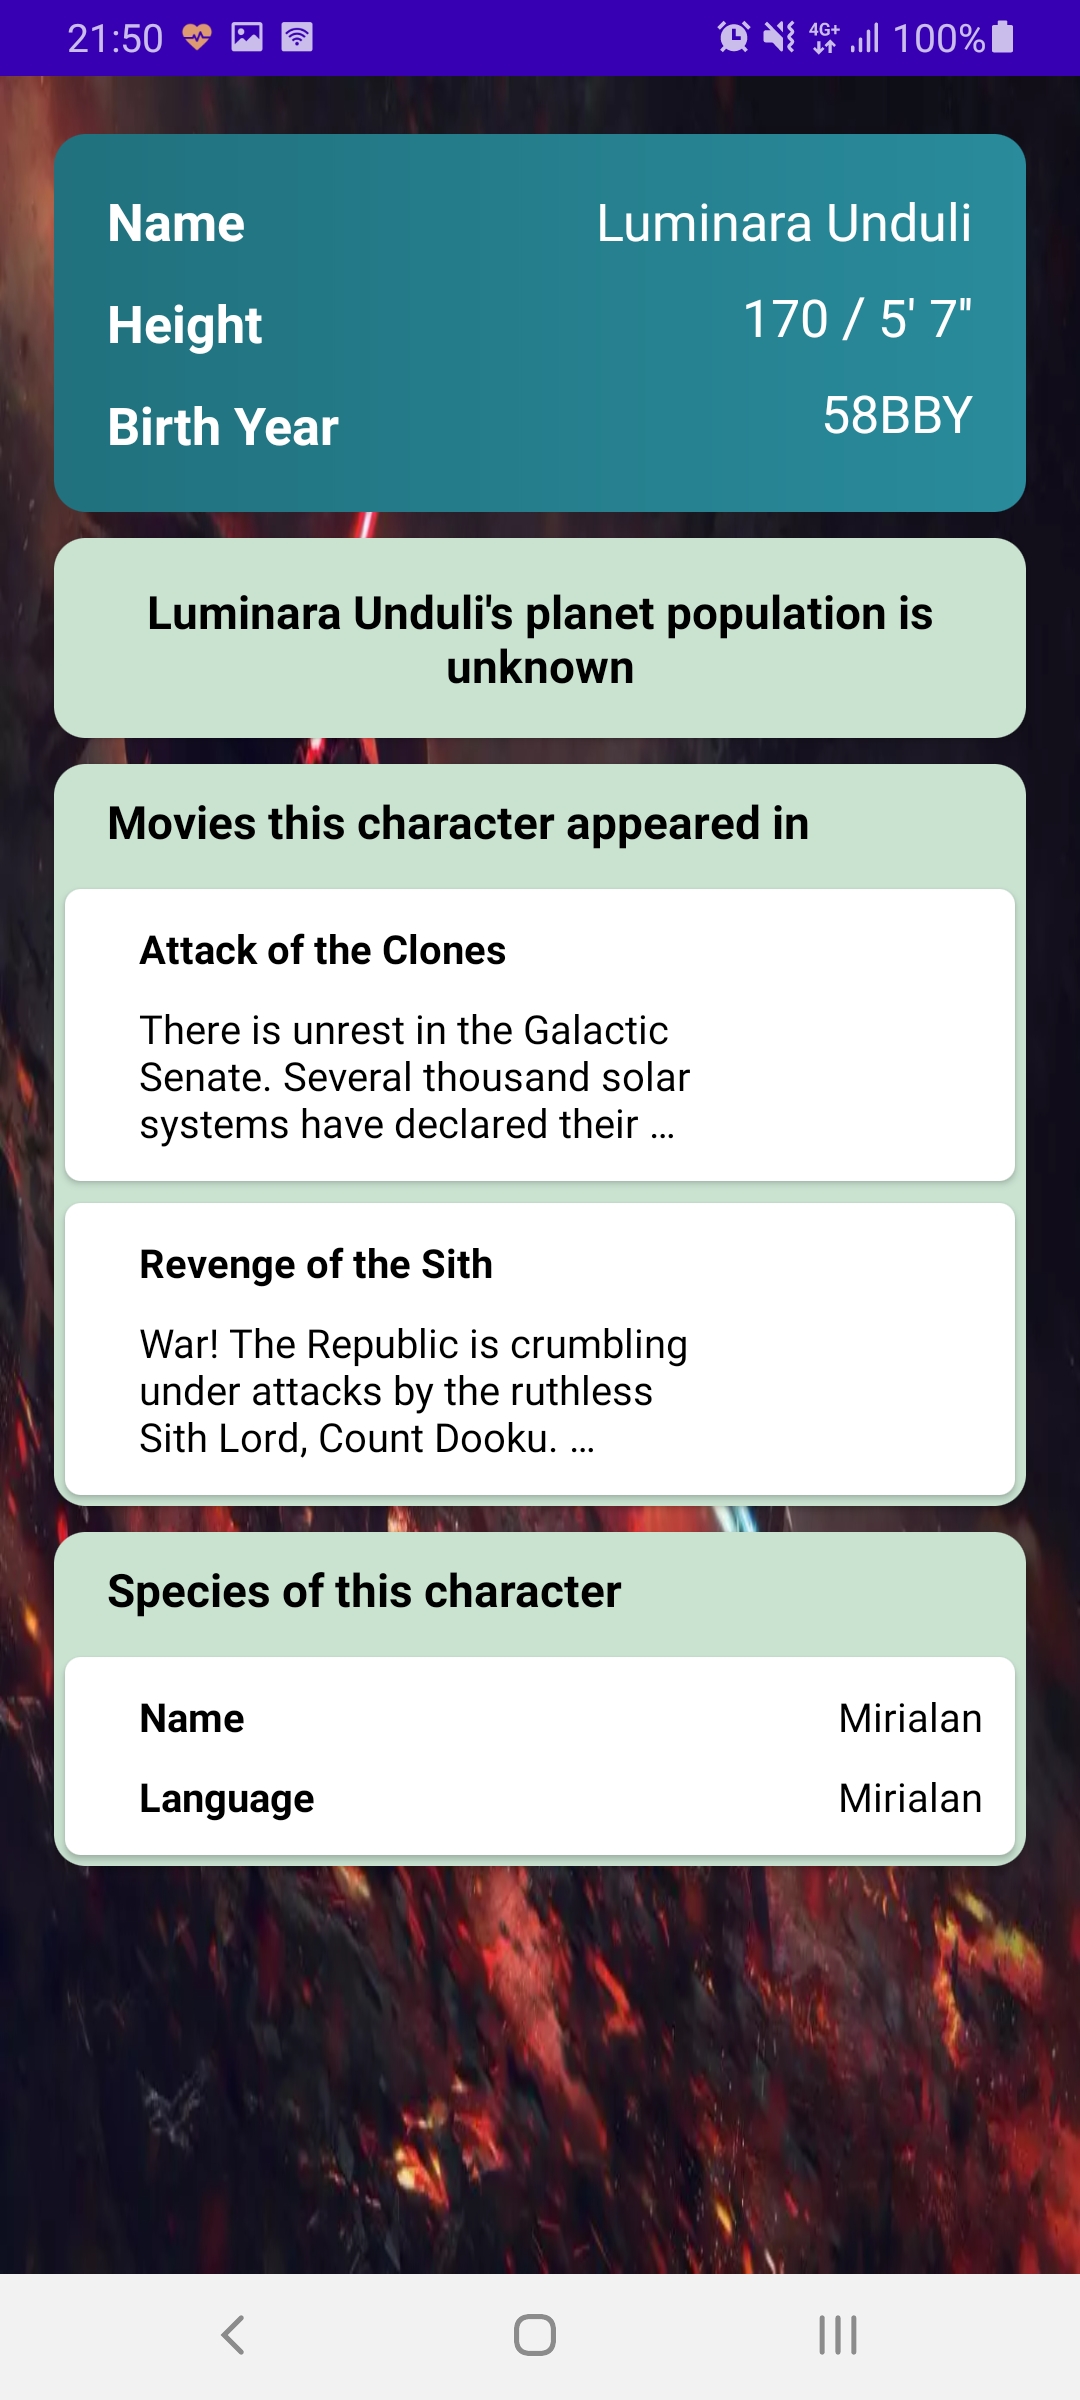 21:50 4G+ 100%
Name Luminara Unduli
Height 170 / 5' 7"
Birth Year 58BBY
Luminara Unduli's planet population is
unknown
Movies this character appeared in
Attack of the Clones
There is unrest in the Galactic
Senate. Several thousand solar
systems have declared their ...
Revenge of the Sith
War! The Republic is crumbling
under attacks by the ruthless
Sith Lord, Count Dooku. ...
Species of this character
Name Mirialan
Language Mirialan